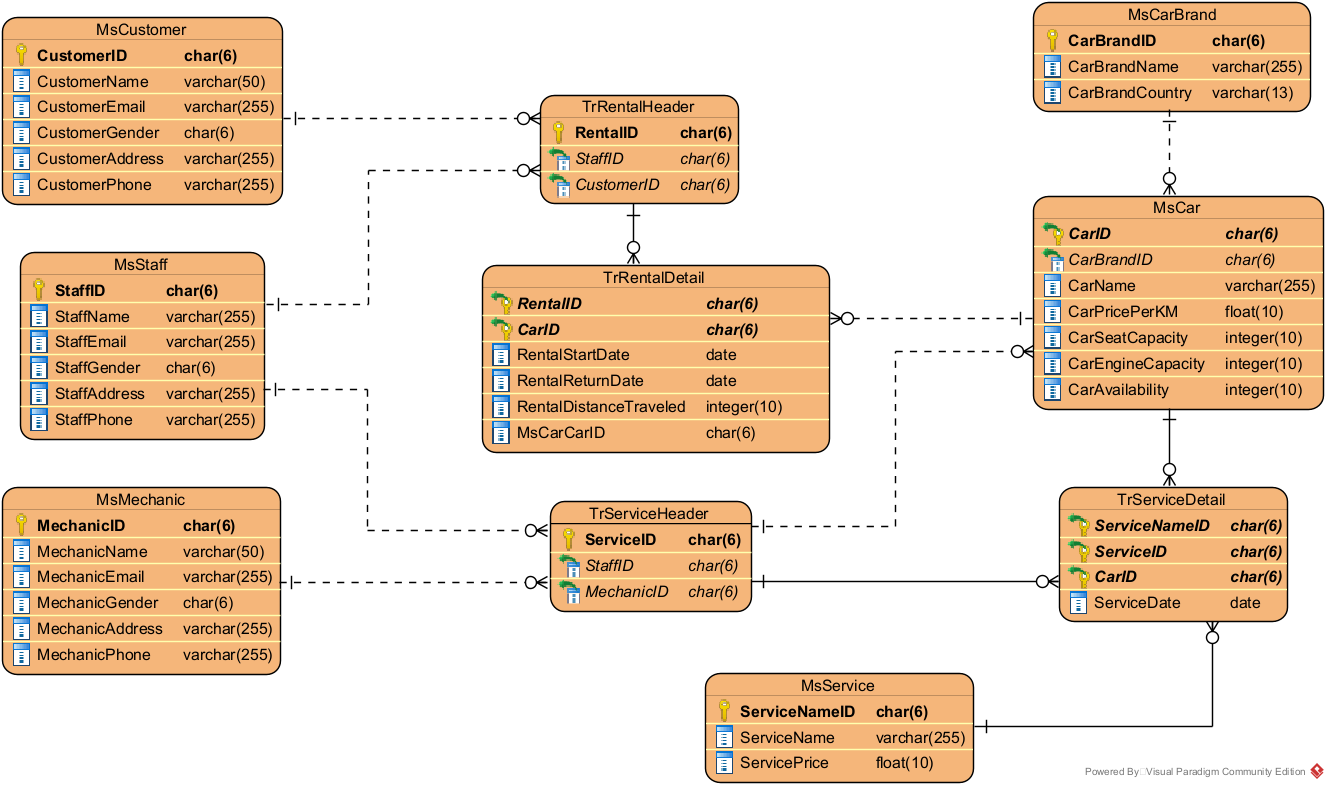 MsCustomer
CustomerID char(6)
CustomerName varchar(50)
CustomerEmail varchar(255)
CustomerGender char(6)
CustomerAddress varchar(255)
CustomerPhone varchar(255)
MsStaff
StaffID char(6)
StaffName varchar(255)
StaffEmail varchar(255)
StaffGender char(6)
StaffAddress varchar(255)
StaffPhone varchar(255)
MsMechanic
MechanicID char(6)
MechanicName varchar(50)
MechanicEmail varchar(255)
MechanicGender char(6)
MechanicAddress varchar(255)
MechanicPhone varchar(255)
TrRentalHeader
RentalID char(6)
StaffID char(6)
CustomerID char(6)
TrRentalDetail
RentalID char(6)
CarID char(6)
RentalStartDate date
RentalReturnDate date
RentalDistanceTraveled integer(10)
MsCarCarID char(6)
TrServiceHeader
ServiceID char(6)
StaffID char(6)
MechanicID char(6)
MsService
ServiceNameID char(6)
ServiceName varchar(255)
ServicePrice float(10)
MsCarBrand
CarBrandID char(6)
CarBrandName varchar(255)
CarBrandCountry varchar(13)
MsCar
CarID char(6)
CarBrandID char(6)
CarName varchar(255)
CarPricePerKM float(10)
CarSeatCapacity integer(10)
CarEngineCapacity integer(10)
CarAvailability integer(10)
TrServiceDetail
ServiceNameID char(6)
ServiceID char(6)
CarID char(6)
ServiceDate date
Powered By Visual Paradigm Community Edition